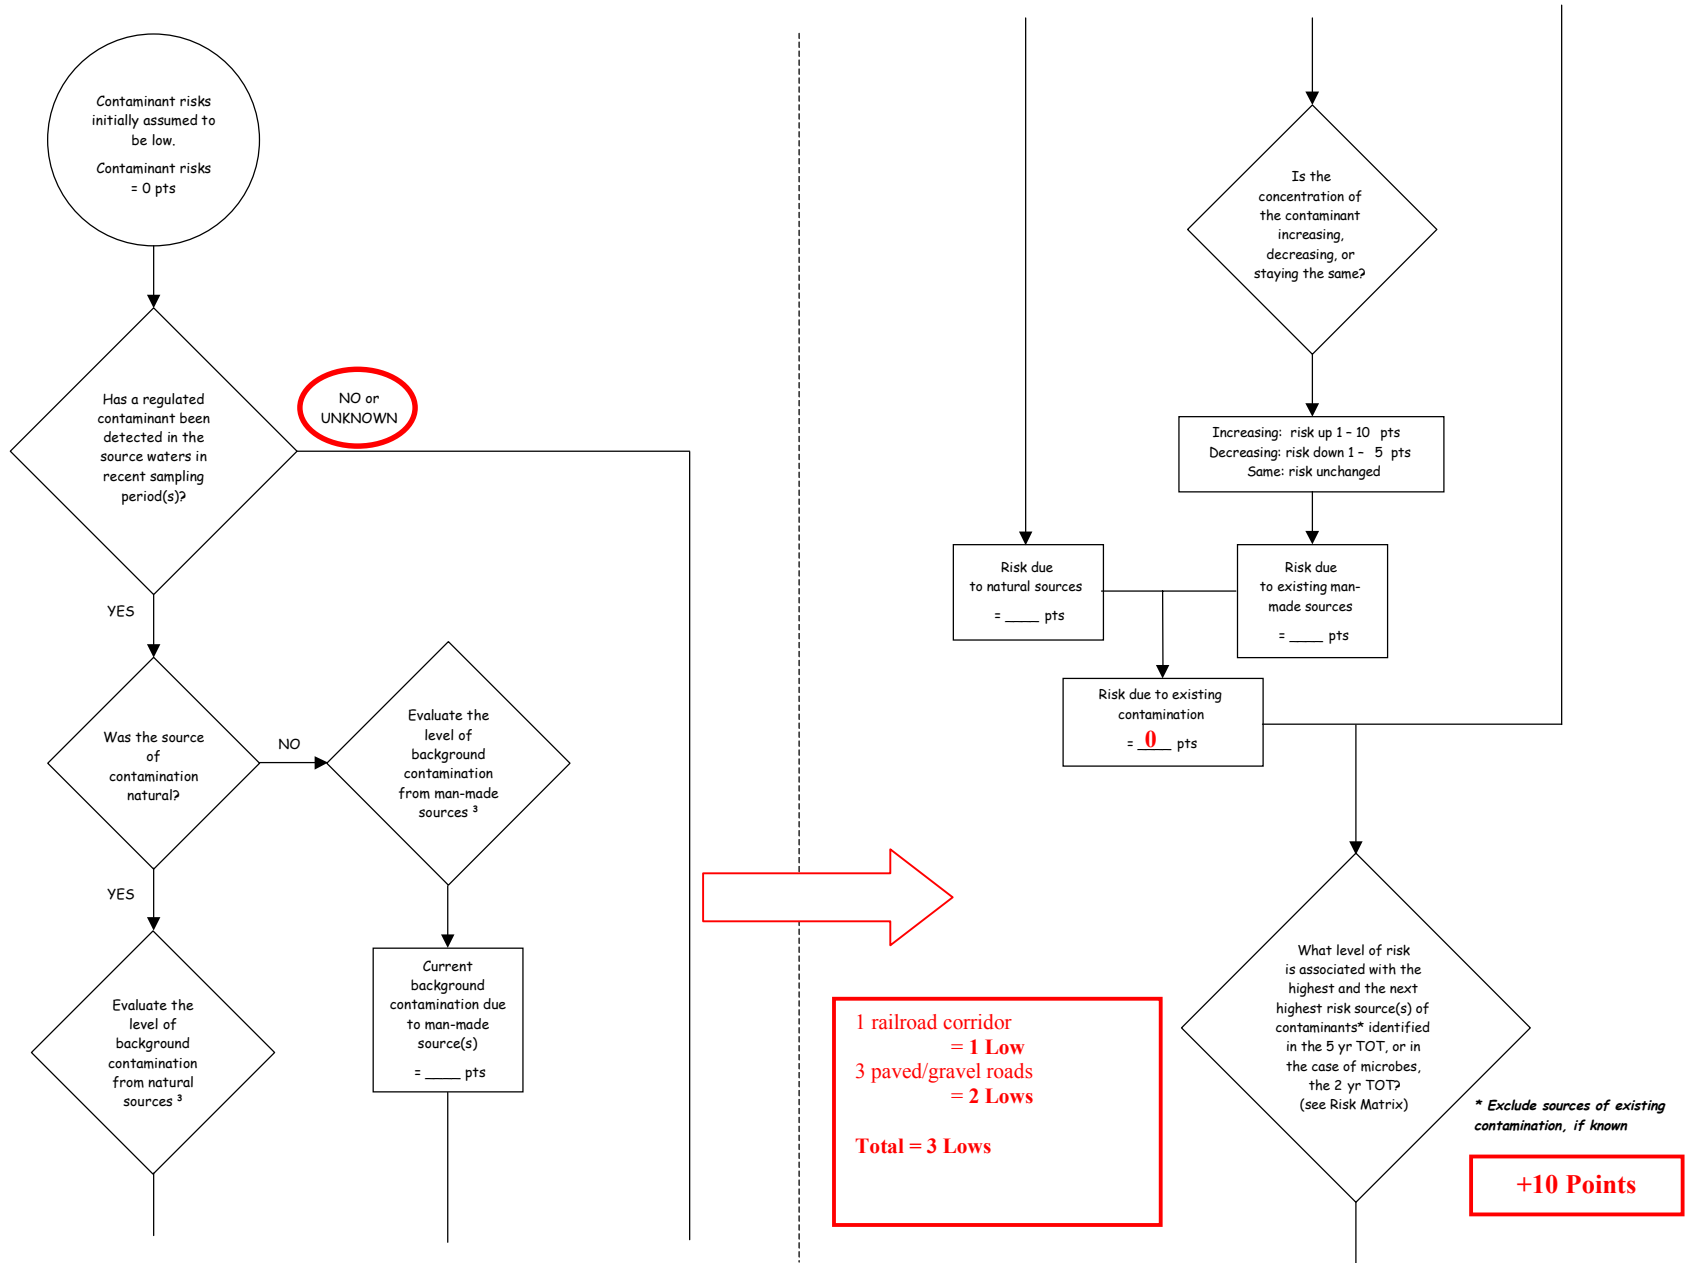 Contaminant risks
initially assumed to
be low.
Contaminant risks
= 0 pts
Has a regulated
contaminant been
detected in the
source waters in
recent sampling
period(s)?
NO or
UNKNOWN
YES
Was the source
of
contamination
natural?
NO
Evaluate the
level of
background
contamination
from man-made
sources ³
YES
Evaluate the
level of
background
contamination
from natural
sources ³
Current
background
contamination due
to man-made
source(s)
= ____ pts
Is the
concentration of
the contaminant
increasing,
decreasing, or
staying the same?
Increasing: risk up 1 – 10 pts
Decreasing: risk down 1 – 5 pts
Same: risk unchanged
Risk due
to natural sources
= ____ pts
Risk due
to existing man-
made sources
= ____ pts
Risk due to existing
contamination
= 0 pts
1 railroad corridor
= 1 Low
3 paved/gravel roads
= 2 Lows
Total = 3 Lows
What level of risk
is associated with the
highest and the next
highest risk source(s) of
contaminants* identified
in the 5 yr TOT, or in
the case of microbes,
the 2 yr TOT?
(see Risk Matrix)
* Exclude sources of existing
contamination, if known
+10 Points